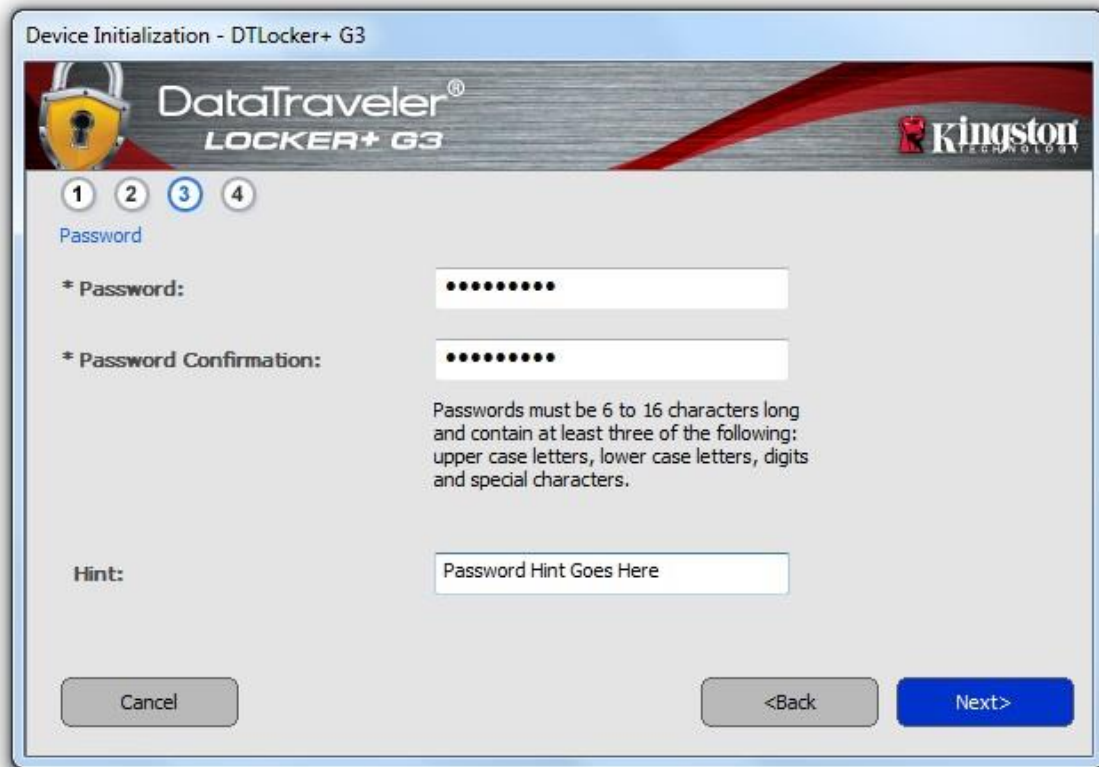 Device Initialization - DTLocker+ G3
DataTraveler®
LOCKER+ G3
Kingston
TECHNOLOGY
1 2 3 4
Password
* Password:
●●●●●●●●●
* Password Confirmation:
●●●●●●●●●
Passwords must be 6 to 16 characters long
and contain at least three of the following:
upper case letters, lower case letters, digits
and special characters.
Hint:
Password Hint Goes Here
Cancel
<Back
Next>